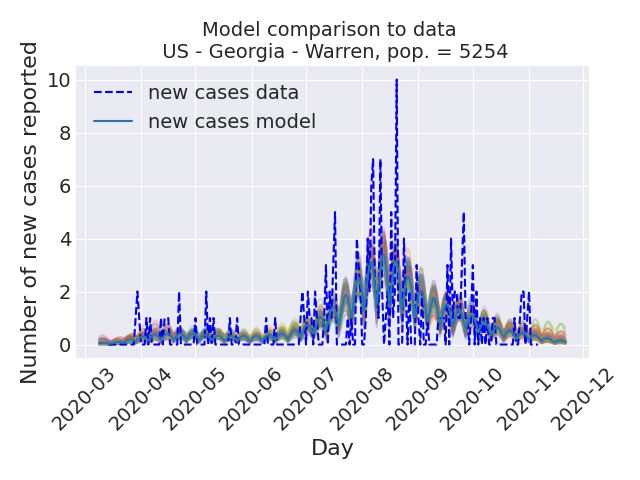 Model comparison to data
US - Georgia - Warren, pop. = 5254
Number of new cases reported
10
8
6
4
2
0
new cases data
new cases model
2020-03
2020-04
2020-05
2020-06
2020-07
2020-08
2020-09
2020-10
2020-11
2020-12
Day